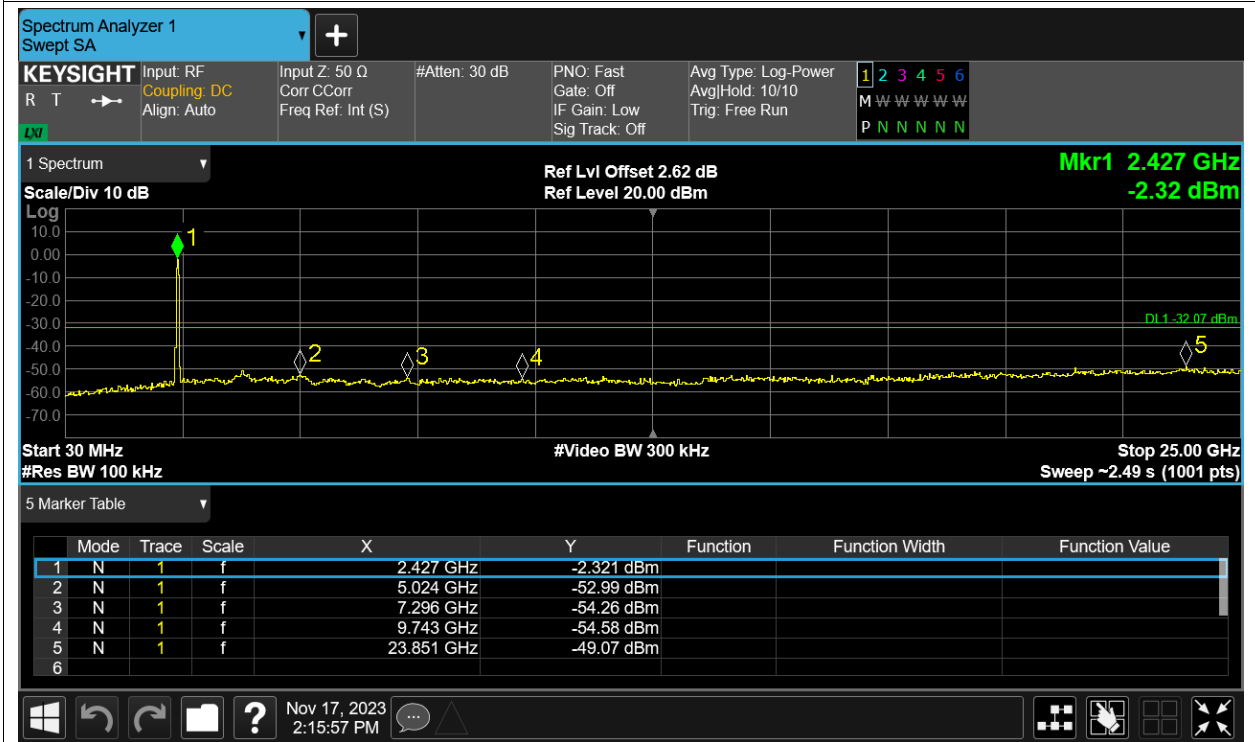 Spectrum Analyzer 1
Swept SA
+
KEYSIGHT
R T
LXI
Input: RF
Coupling: DC
Align: Auto
Input Z: 50 Ω
Corr CCorr
Freq Ref: Int (S)
#Atten: 30 dB
PNO: Fast
Gate: Off
IF Gain: Low
Sig Track: Off
Avg Type: Log-Power
Avg|Hold: 10/10
Trig: Free Run
1 2 3 4 5 6
M W W W W W
P N N N N N
1 Spectrum
Scale/Div 10 dB
Ref Lvl Offset 2.62 dB
Ref Level 20.00 dBm
Mkr1 2.427 GHz
-2.32 dBm
Log
10.0
0.00
-10.0
-20.0
-30.0
-40.0
-50.0
-60.0
-70.0
1
2
3
4
5
DL1 -32.07 dBm
Start 30 MHz
#Video BW 300 kHz
Stop 25.00 GHz
#Res BW 100 kHz
Sweep ~2.49 s (1001 pts)
5 Marker Table
Mode Trace Scale X Y Function Function Width Function Value
1 N 1 f 2.427 GHz -2.321 dBm
2 N 1 f 5.024 GHz -52.99 dBm
3 N 1 f 7.296 GHz -54.26 dBm
4 N 1 f 9.743 GHz -54.58 dBm
5 N 1 f 23.851 GHz -49.07 dBm
6
?
Nov 17, 2023
2:15:57 PM